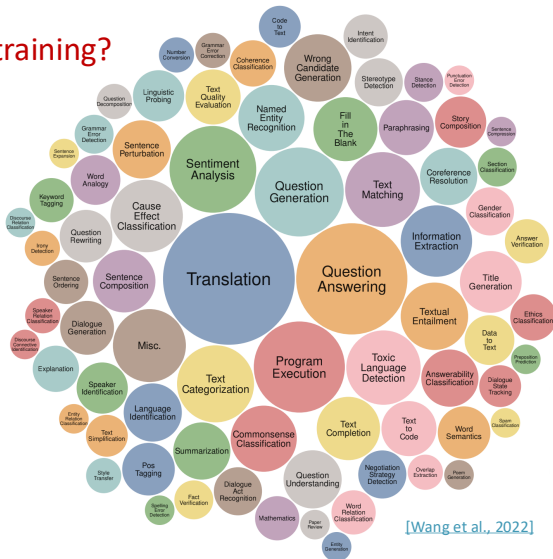 training?
Code
to
Text
Intent
Identification
Number
Conversion
Grammar
Error
Correction
Coherence
Classification
Wrong
Candidate
Generation
Stereotype
Detection
Stance
Detection
Punctuation
Error
Detection
Question
Decomposition
Linguistic
Probing
Text
Quality
Evaluation
Named
Entity
Recognition
Fill
in
The
Blank
Paraphrasing
Story
Composition
Sentence
Compression
Grammar
Error
Detection
Sentence
Expansion
Sentence
Perturbation
Sentiment
Analysis
Question
Generation
Text
Matching
Coreference
Resolution
Section
Classification
Word
Analogy
Keyword
Tagging
Cause
Effect
Classification
Gender
Classification
Discourse
Relation
Classification
Question
Rewriting
Information
Extraction
Answer
Verification
Irony
Detection
Sentence
Ordering
Sentence
Composition
Translation
Question
Answering
Title
Generation
Speaker
Relation
Classification
Dialogue
Generation
Misc.
Textual
Entailment
Data
to
Text
Ethics
Classification
Discourse
Connective
Identification
Explanation
Program
Execution
Toxic
Language
Detection
Answerability
Classification
Preposition
Prediction
Dialogue
State
Tracking
Speaker
Identification
Text
Categorization
Entity
Relation
Classification
Text
Simplification
Language
Identification
Commonsense
Classification
Text
Completion
Text
to
Code
Word
Semantics
Spam
Classification
Style
Transfer
Pos
Tagging
Summarization
Question
Understanding
Negotiation
Strategy
Detection
Overlap
Extraction
Poem
Generation
Spelling
Error
Detection
Fact
Verification
Dialogue
Act
Recognition
Mathematics
Paper
Review
Word
Relation
Classification
Entity
Generation
[Wang et al., 2022]